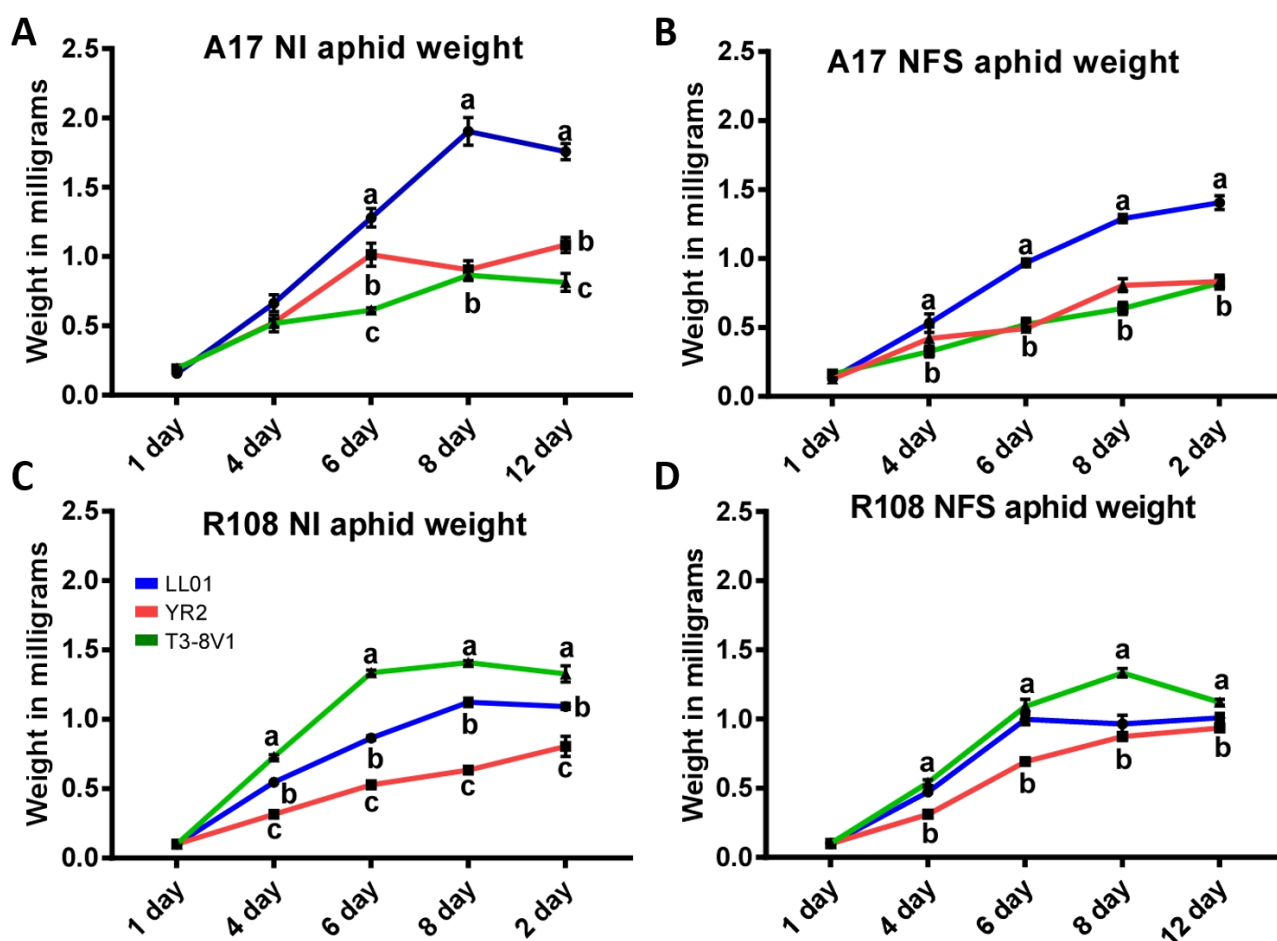 A
A17 NI aphid weight
Weight in milligrams
2.5
2.0
1.5
1.0
0.5
0.0
a
a
a
b
b
b
c
c
1 day
4 day
6 day
8 day
12 day
B
A17 NFS aphid weight
Weight in milligrams
2.5
2.0
1.5
1.0
0.5
0.0
a
a
a
a
b
b
b
b
1 day
4 day
6 day
8 day
2 day
C
R108 NI aphid weight
Weight in milligrams
2.5
2.0
1.5
1.0
0.5
0.0
LL01
YR2
T3-8V1
a
a
a
a
b
b
b
b
c
c
c
c
1 day
4 day
6 day
8 day
2 day
D
R108 NFS aphid weight
Weight in milligrams
2.5
2.0
1.5
1.0
0.5
0.0
a
a
a
a
b
b
b
b
1 day
4 day
6 day
8 day
12 day